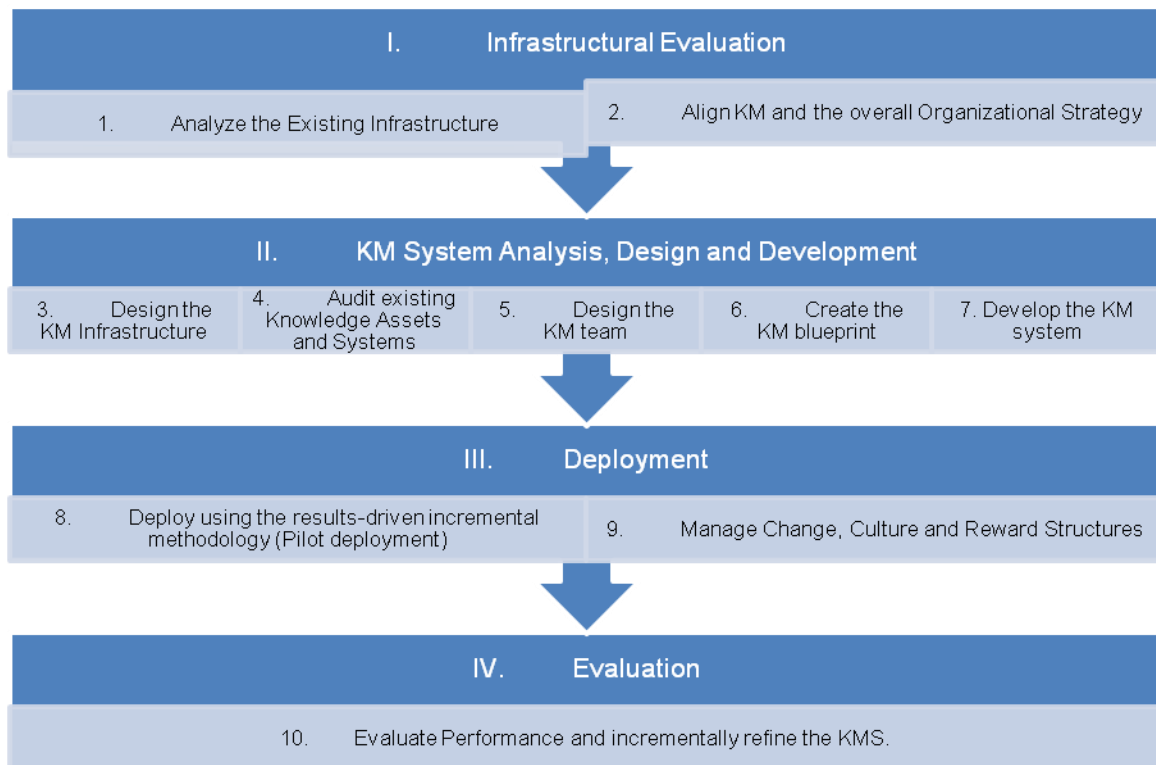 I. Infrastructural Evaluation
1. Analyze the Existing Infrastructure
2. Align KM and the overall Organizational Strategy
II. KM System Analysis, Design and Development
3. Design the
KM Infrastructure
4. Audit existing
Knowledge Assets
and Systems
5. Design the
KM team
6. Create the
KM blueprint
7. Develop the KM
system
III. Deployment
8. Deploy using the results-driven incremental
methodology (Pilot deployment)
9. Manage Change, Culture and Reward Structures
IV. Evaluation
10. Evaluate Performance and incrementally refine the KMS.